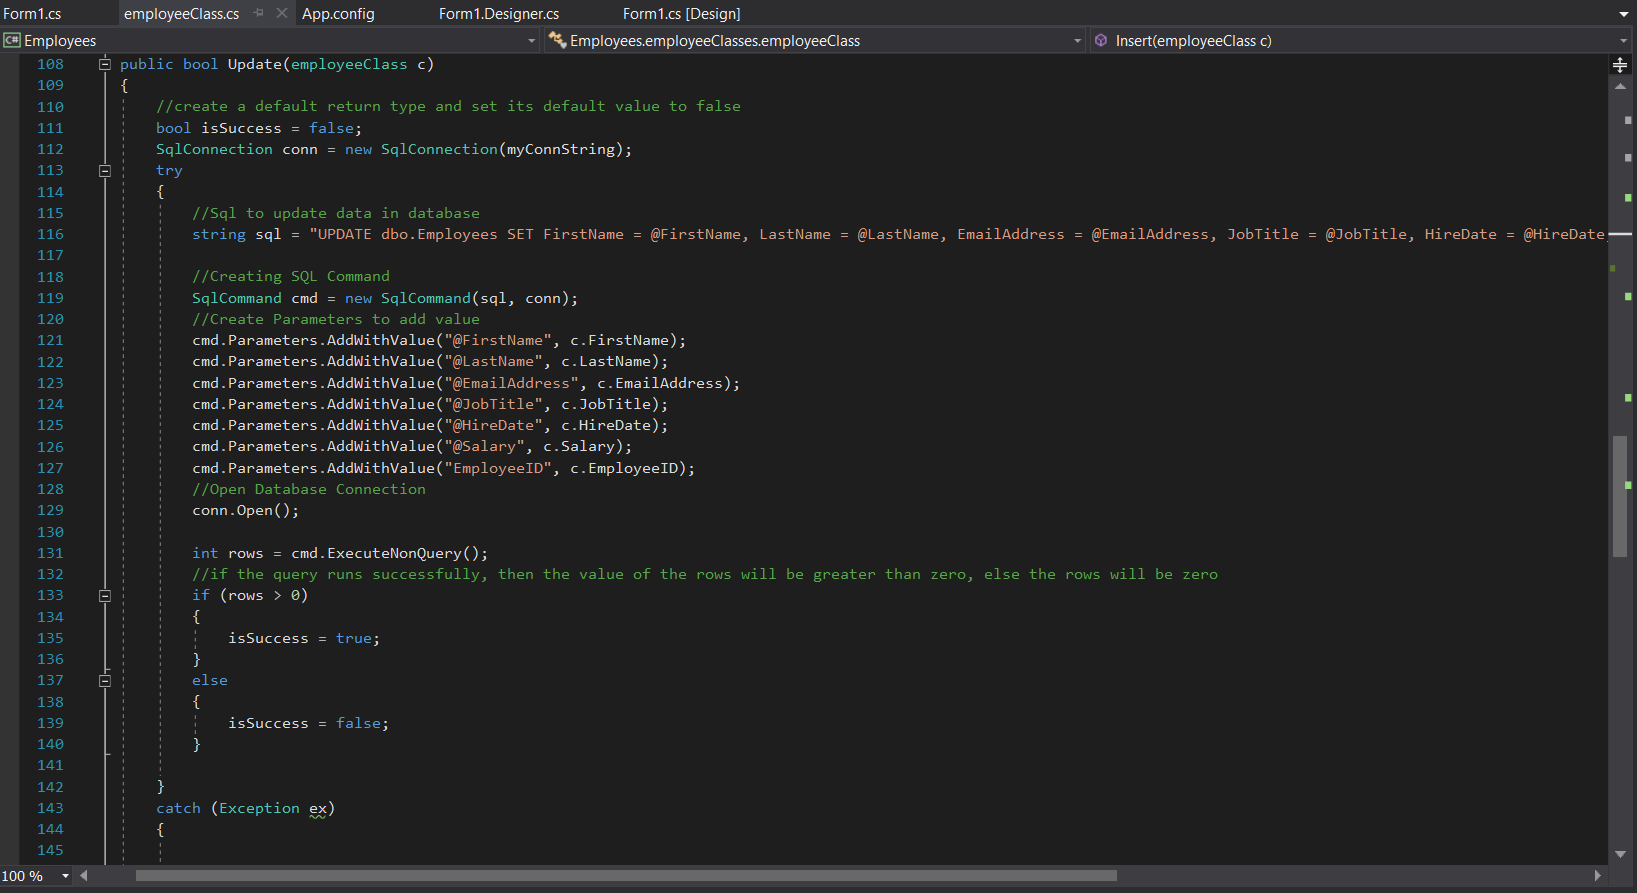 Form1.cs employeeClass.cs App.config Form1.Designer.cs Form1.cs [Design]
C# Employees Employees.employeeClasses.employeeClass Insert(employeeClass c)
108 public bool Update(employeeClass c)
109 {
110 //create a default return type and set its default value to false
111 bool isSuccess = false;
112 SqlConnection conn = new SqlConnection(myConnString);
113 try
114 {
115 //Sql to update data in database
116 string sql = "UPDATE dbo.Employees SET FirstName = @FirstName, LastName = @LastName, EmailAddress = @EmailAddress, JobTitle = @JobTitle, HireDate = @HireDate,
117
118 //Creating SQL Command
119 SqlCommand cmd = new SqlCommand(sql, conn);
120 //Create Parameters to add value
121 cmd.Parameters.AddWithValue("@FirstName", c.FirstName);
122 cmd.Parameters.AddWithValue("@LastName", c.LastName);
123 cmd.Parameters.AddWithValue("@EmailAddress", c.EmailAddress);
124 cmd.Parameters.AddWithValue("@JobTitle", c.JobTitle);
125 cmd.Parameters.AddWithValue("@HireDate", c.HireDate);
126 cmd.Parameters.AddWithValue("@Salary", c.Salary);
127 cmd.Parameters.AddWithValue("EmployeeID", c.EmployeeID);
128 //Open Database Connection
129 conn.Open();
130
131 int rows = cmd.ExecuteNonQuery();
132 //if the query runs successfully, then the value of the rows will be greater than zero, else the rows will be zero
133 if (rows > 0)
134 {
135 isSuccess = true;
136 }
137 else
138 {
139 isSuccess = false;
140 }
141
142 }
143 catch (Exception ex)
144 {
145
100 %